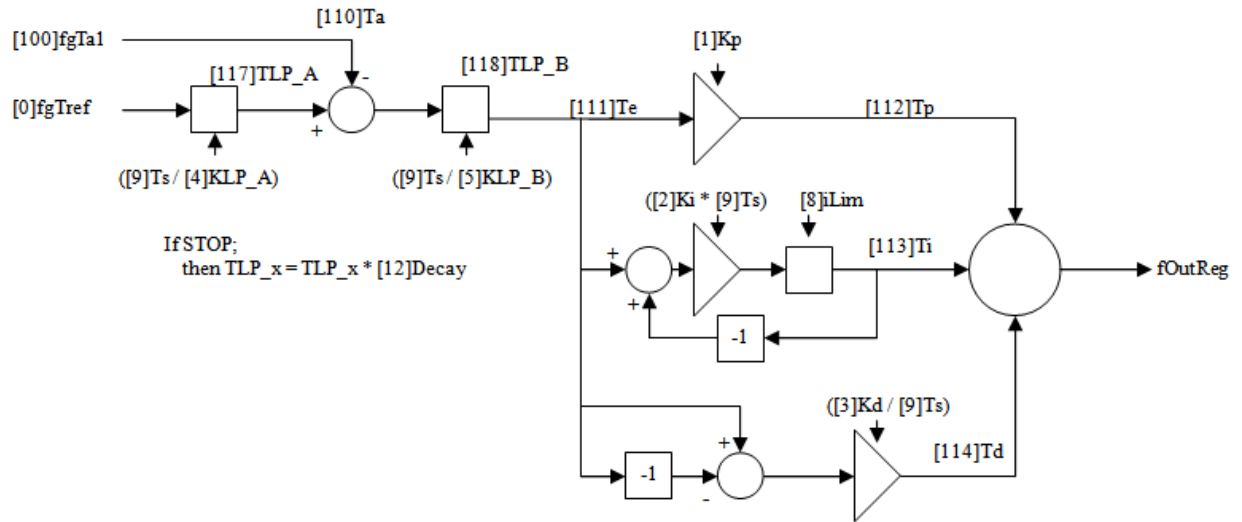 [110]Ta
[100]fgTa1
[1]Kp
[117]TLP_A
-
[118]TLP_B
[0]fgTref
+
[111]Te
[112]Tp
([9]Ts / [4]KLP_A)
([9]Ts / [5]KLP_B)
([2]Ki * [9]Ts)
[8]iLim
If STOP;
then TLP_x = TLP_x * [12]Decay
+
[113]Ti
fOutReg
+
-1
([3]Kd / [9]Ts)
+
[114]Td
-1
-